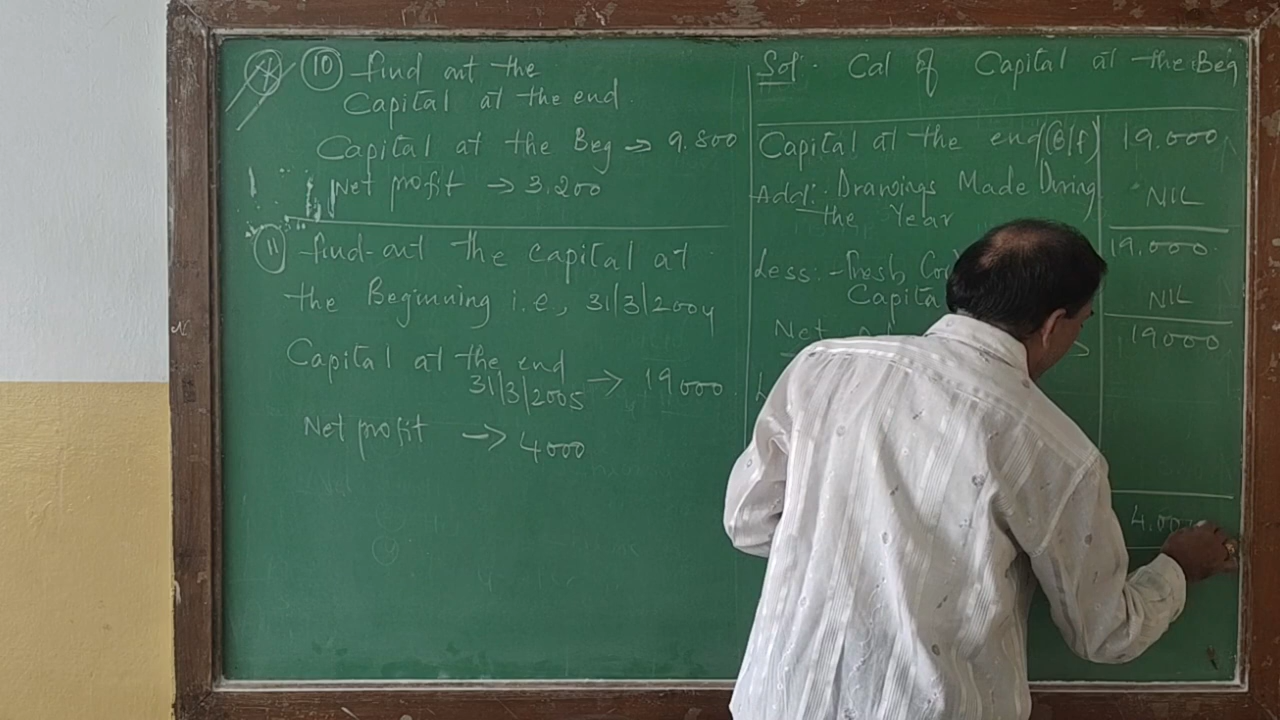 10 find out the
Capital at the end.
Capital at the Beg → 9.800
Net profit → 3.200
11 find-out the capital at
the Beginning i.e., 31/3/2004
Capital at the end
31/3/2005 → 19000
Net profit → 4000
Sol. Cal of Capital at the Beg
Capital at the end(B/f) 19.000
Add: Drawings Made During NIL
the Year
19,000
Less: Fresh
Capita NIL
Net 19000
4,000